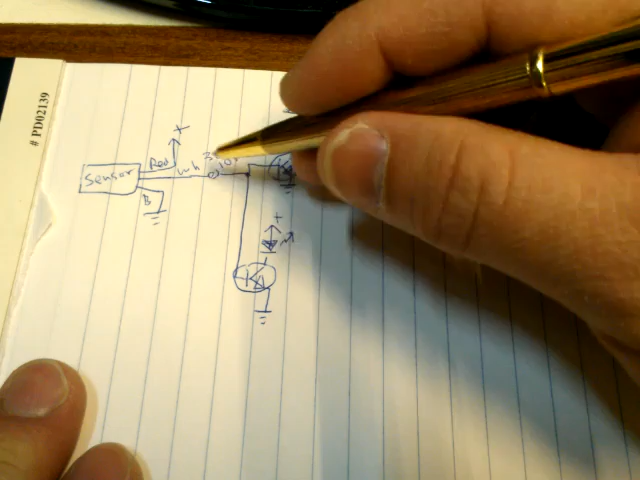 # PD02139
+
Red
Sensor
wh
B
+